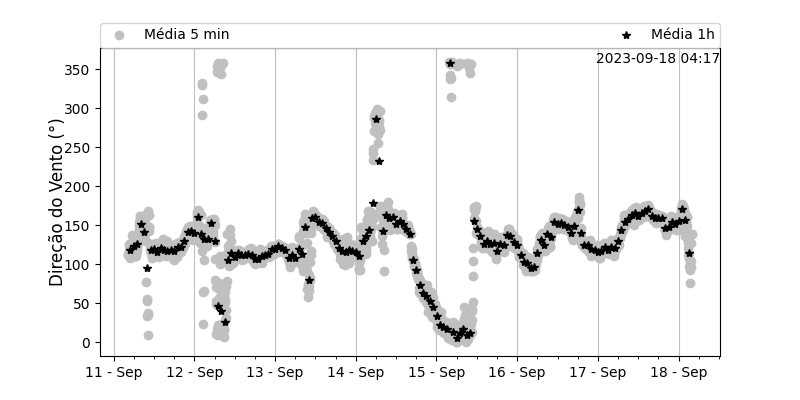 Média 5 min
Média 1h
2023-09-18 04:17
Direção do Vento (°)
350
300
250
200
150
100
50
0
11 - Sep
12 - Sep
13 - Sep
14 - Sep
15 - Sep
16 - Sep
17 - Sep
18 - Sep